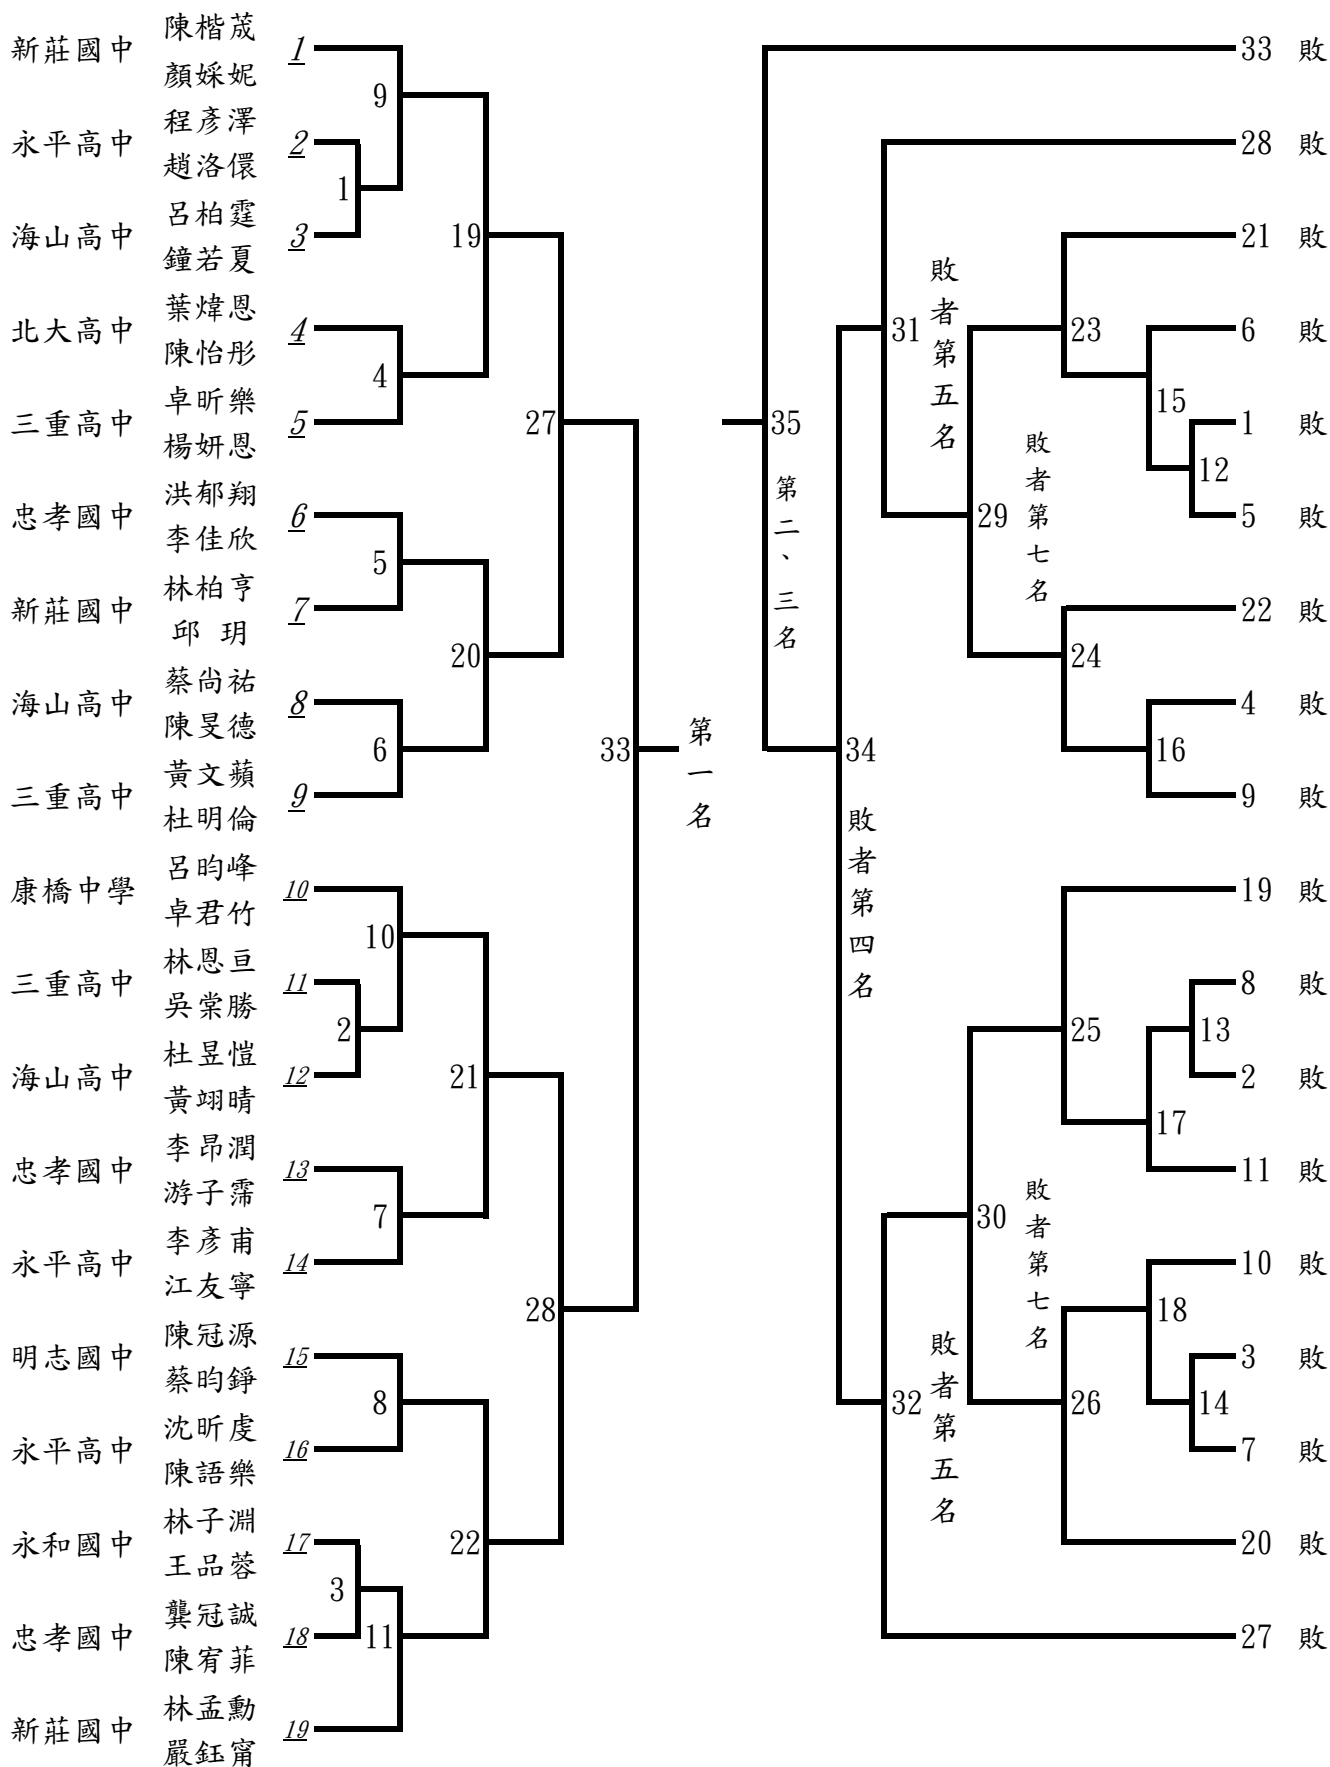 新莊國中 陳楷荿 顏婇妮 1
永平高中 程彥澤 趙洛儇 2
海山高中 呂柏霆 鐘若夏 3
北大高中 葉煒恩 陳怡彤 4
三重高中 卓昕樂 楊妍恩 5
忠孝國中 洪郁翔 李佳欣 6
新莊國中 林柏亨 邱 玥 7
海山高中 蔡尚祐 陳旻德 8
三重高中 黃文蘋 杜明倫 9
康橋中學 呂昀峰 卓君竹 10
三重高中 林恩亘 吳棠勝 11
海山高中 杜昱愷 黃翊晴 12
忠孝國中 李昂潤 游子霈 13
永平高中 李彥甫 江友寧 14
明志國中 陳冠源 蔡昀錚 15
永平高中 沈昕虔 陳語樂 16
永和國中 林子淵 王品蓉 17
忠孝國中 龔冠誠 陳宥菲 18
新莊國中 林孟勳 嚴鈺甯 19
9
1
19
4
27
5
20
6
33
10
2
21
7
28
8
22
3
11
第一名
35
第二、三名
34
敗者第四名
31
敗者第五名
23
15
12
29
敗者第七名
24
16
25
13
17
30
敗者第七名
18
32
敗者第五名
26
14
33 敗
28 敗
21 敗
6 敗
1 敗
5 敗
22 敗
4 敗
9 敗
19 敗
8 敗
2 敗
11 敗
10 敗
3 敗
7 敗
20 敗
27 敗